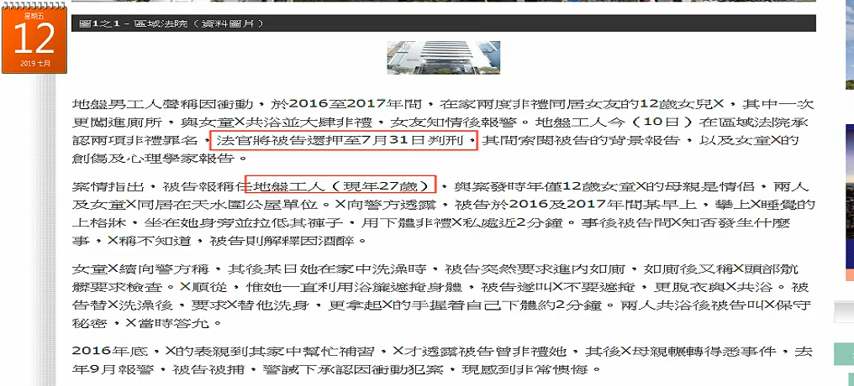 星期五
12
2019 七月
圖1之1 - 區域法院（資料圖片）
地盤男工人聲稱因衝動，於2016至2017年間，在家兩度非禮同居女友的12歲女兒X，其中一次
更闖進廁所，與女童X共浴並大肆非禮，女友知情後報警。地盤工人今（10日）在區域法院承
認兩項非禮罪名，法官將被告還押至7月31日判刑，其間索閱被告的背景報告，以及女童X的
創傷及心理學家報告。
案情指出，被告報稱任地盤工人（現年27歲），與案發時年僅12歲女童X的母親是情侶，兩人
及女童X同居在天水圍公屋單位。X向警方透露，被告於2016及2017年間某早上，攀上X睡覺的
上格牀，坐在她身旁並拉低其褲子，用下體非禮X私處近2分鐘。事後被告問X知否發生什麼
事，X稱不知道，被告則解釋因酒醉。
女童X續向警方稱，其後某日她在家中洗澡時，被告突然要求進內如廁，如廁後又稱X頭部骯
髒要求檢查。X順從，惟她一直利用浴簾遮掩身體，被告遂叫X不要遮掩，更脫衣與X共浴。被
告替X洗澡後，要求X替他洗身，更拿起X的手握着自己下體約2分鐘。兩人共浴後被告叫X保守
秘密，X當時答允。
2016年底，X的表親到其家中幫忙補習，X才透露被告曾非禮她，其後X母親輾轉得悉事件，去
年9月報警，被告被捕，警誡下承認因衝動犯案，現感到非常懊悔。